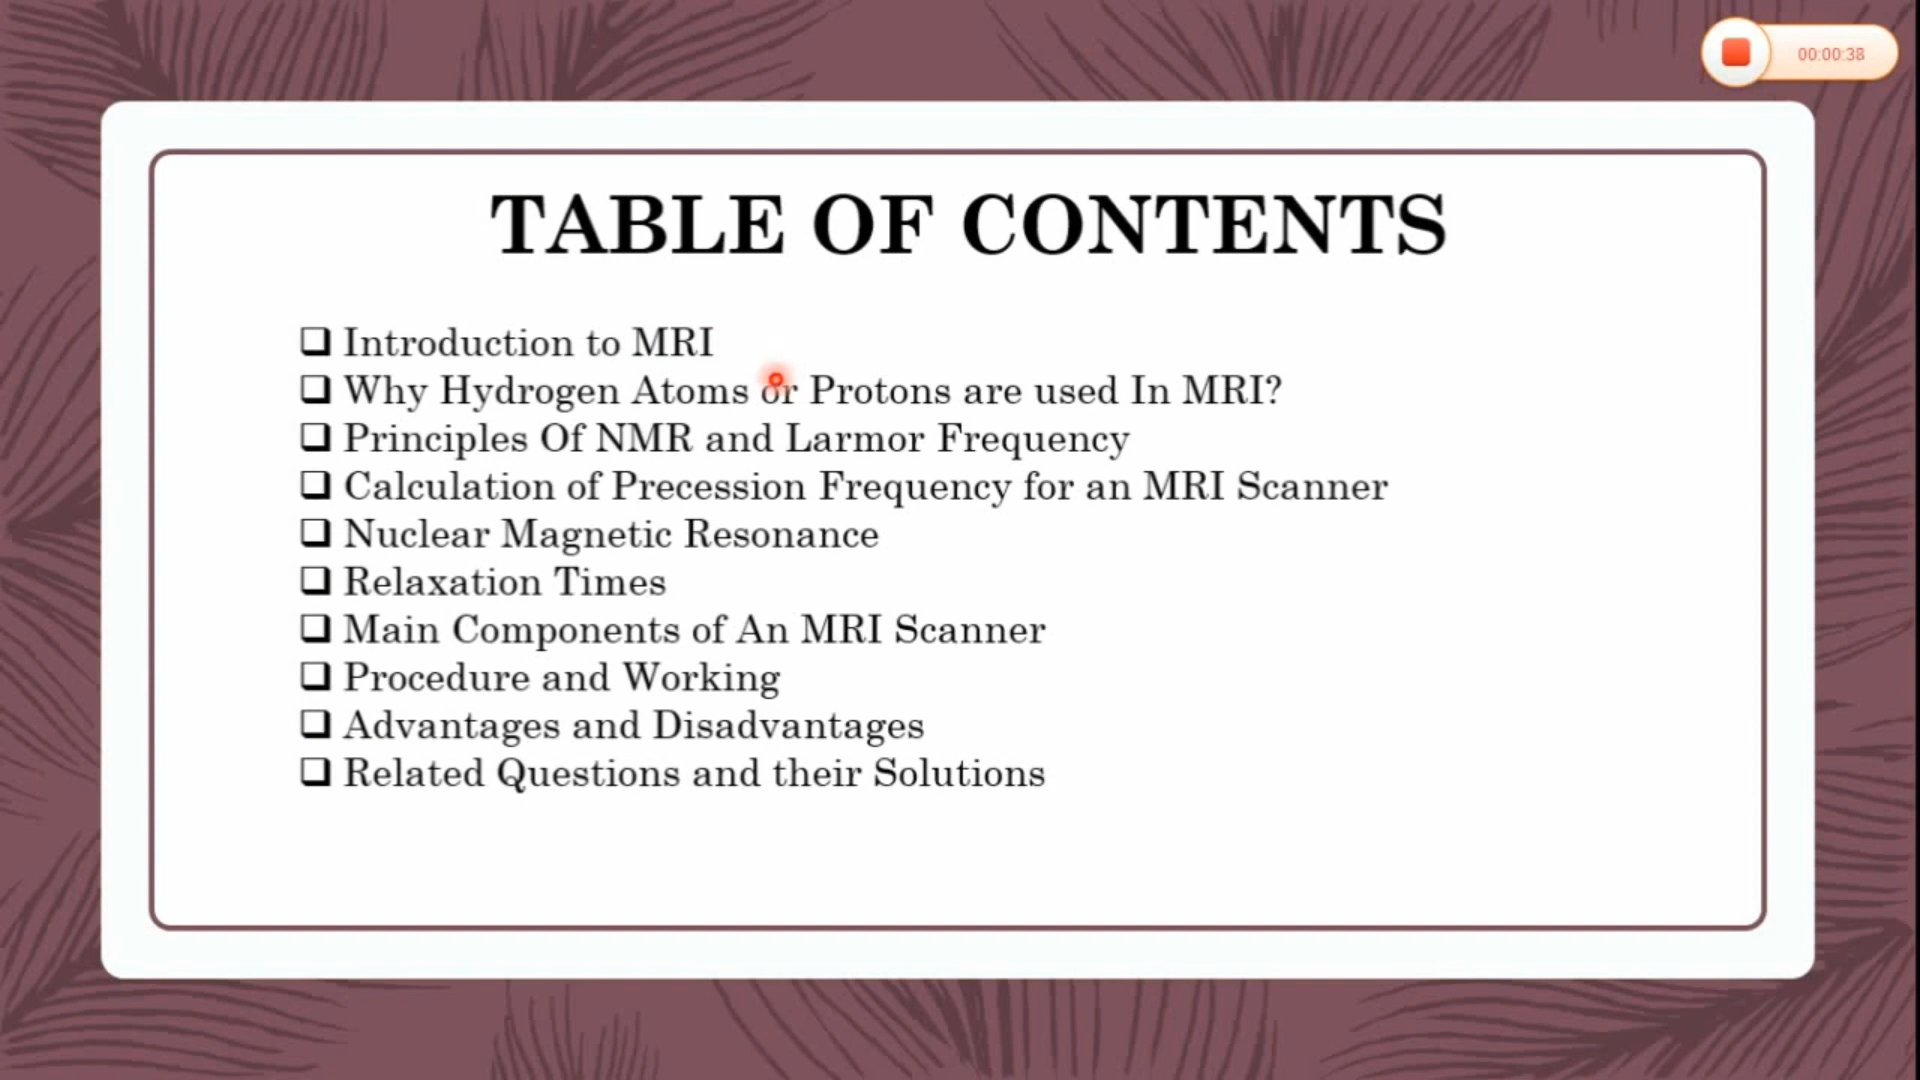 00:00:38
TABLE OF CONTENTS
Introduction to MRI
Why Hydrogen Atoms or Protons are used In MRI?
Principles Of NMR and Larmor Frequency
Calculation of Precession Frequency for an MRI Scanner
Nuclear Magnetic Resonance
Relaxation Times
Main Components of An MRI Scanner
Procedure and Working
Advantages and Disadvantages
Related Questions and their Solutions